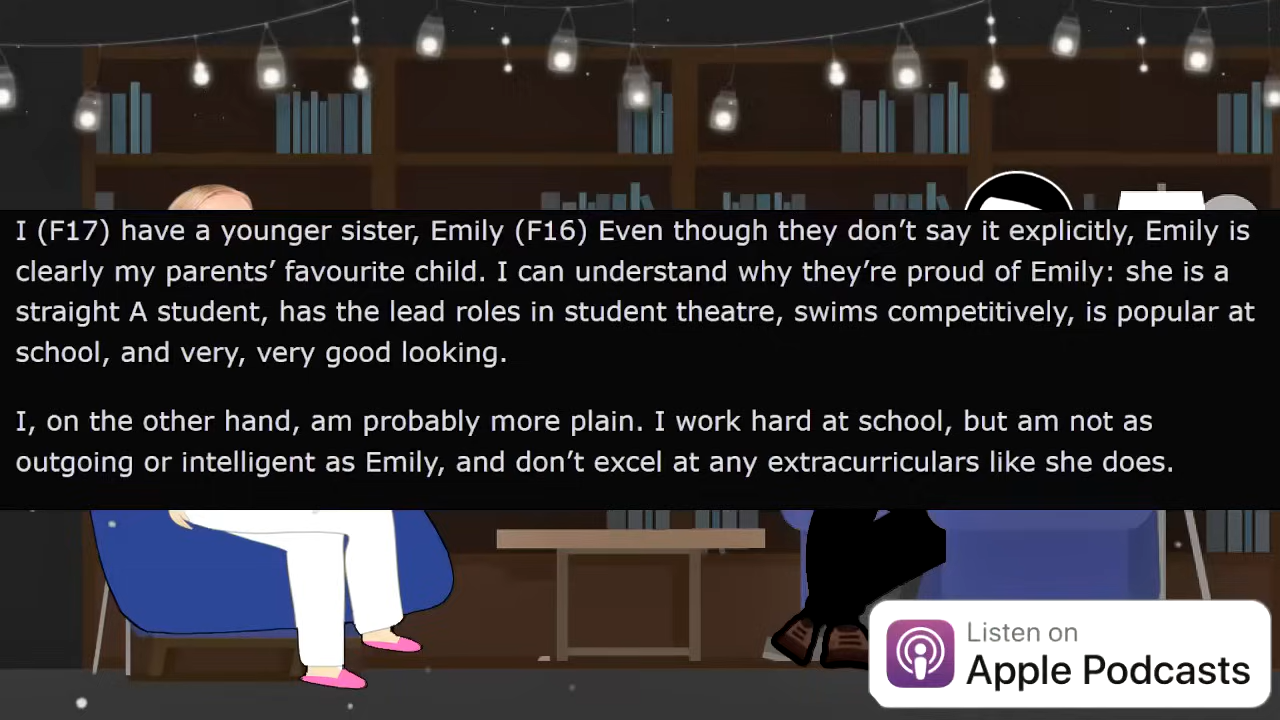 I (F17) have a younger sister, Emily (F16) Even though they don’t say it explicitly, Emily is
clearly my parents’ favourite child. I can understand why they’re proud of Emily: she is a
straight A student, has the lead roles in student theatre, swims competitively, is popular at
school, and very, very good looking.
I, on the other hand, am probably more plain. I work hard at school, but am not as
outgoing or intelligent as Emily, and don’t excel at any extracurriculars like she does.
Listen on
Apple Podcasts